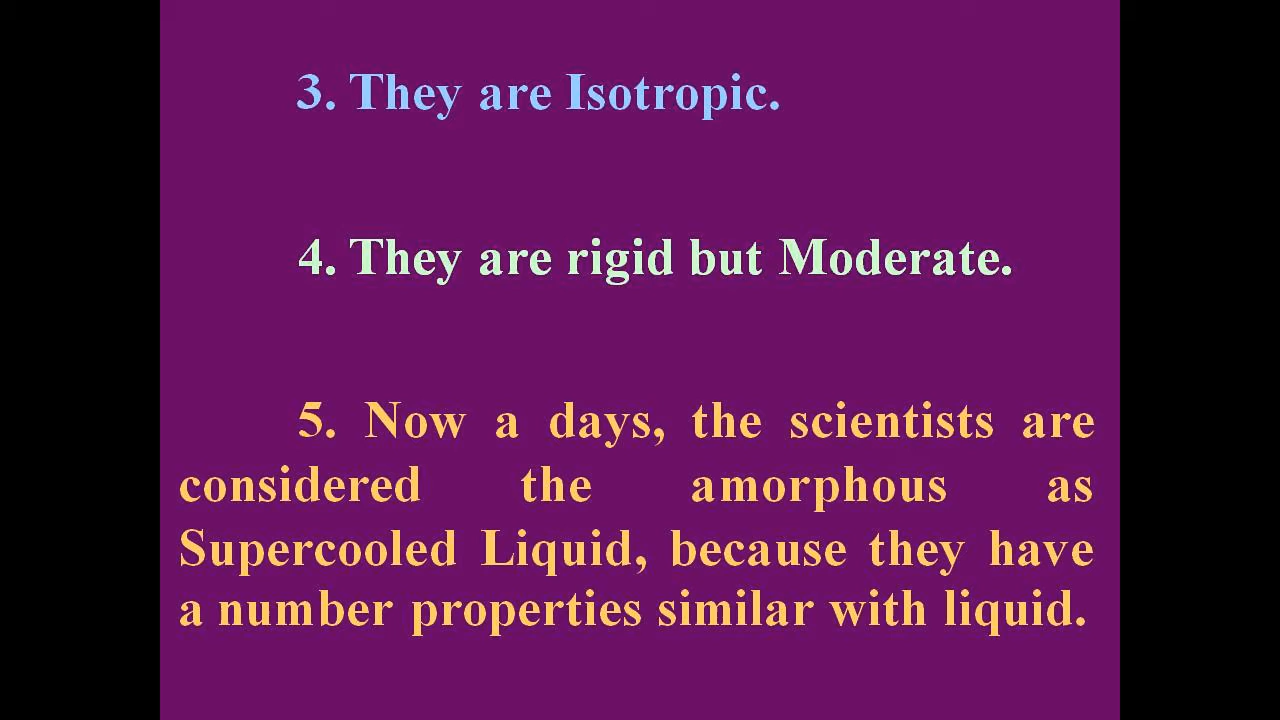 3. They are Isotropic.
4. They are rigid but Moderate.
5. Now a days, the scientists are
considered the amorphous as
Supercooled Liquid, because they have
a number properties similar with liquid.